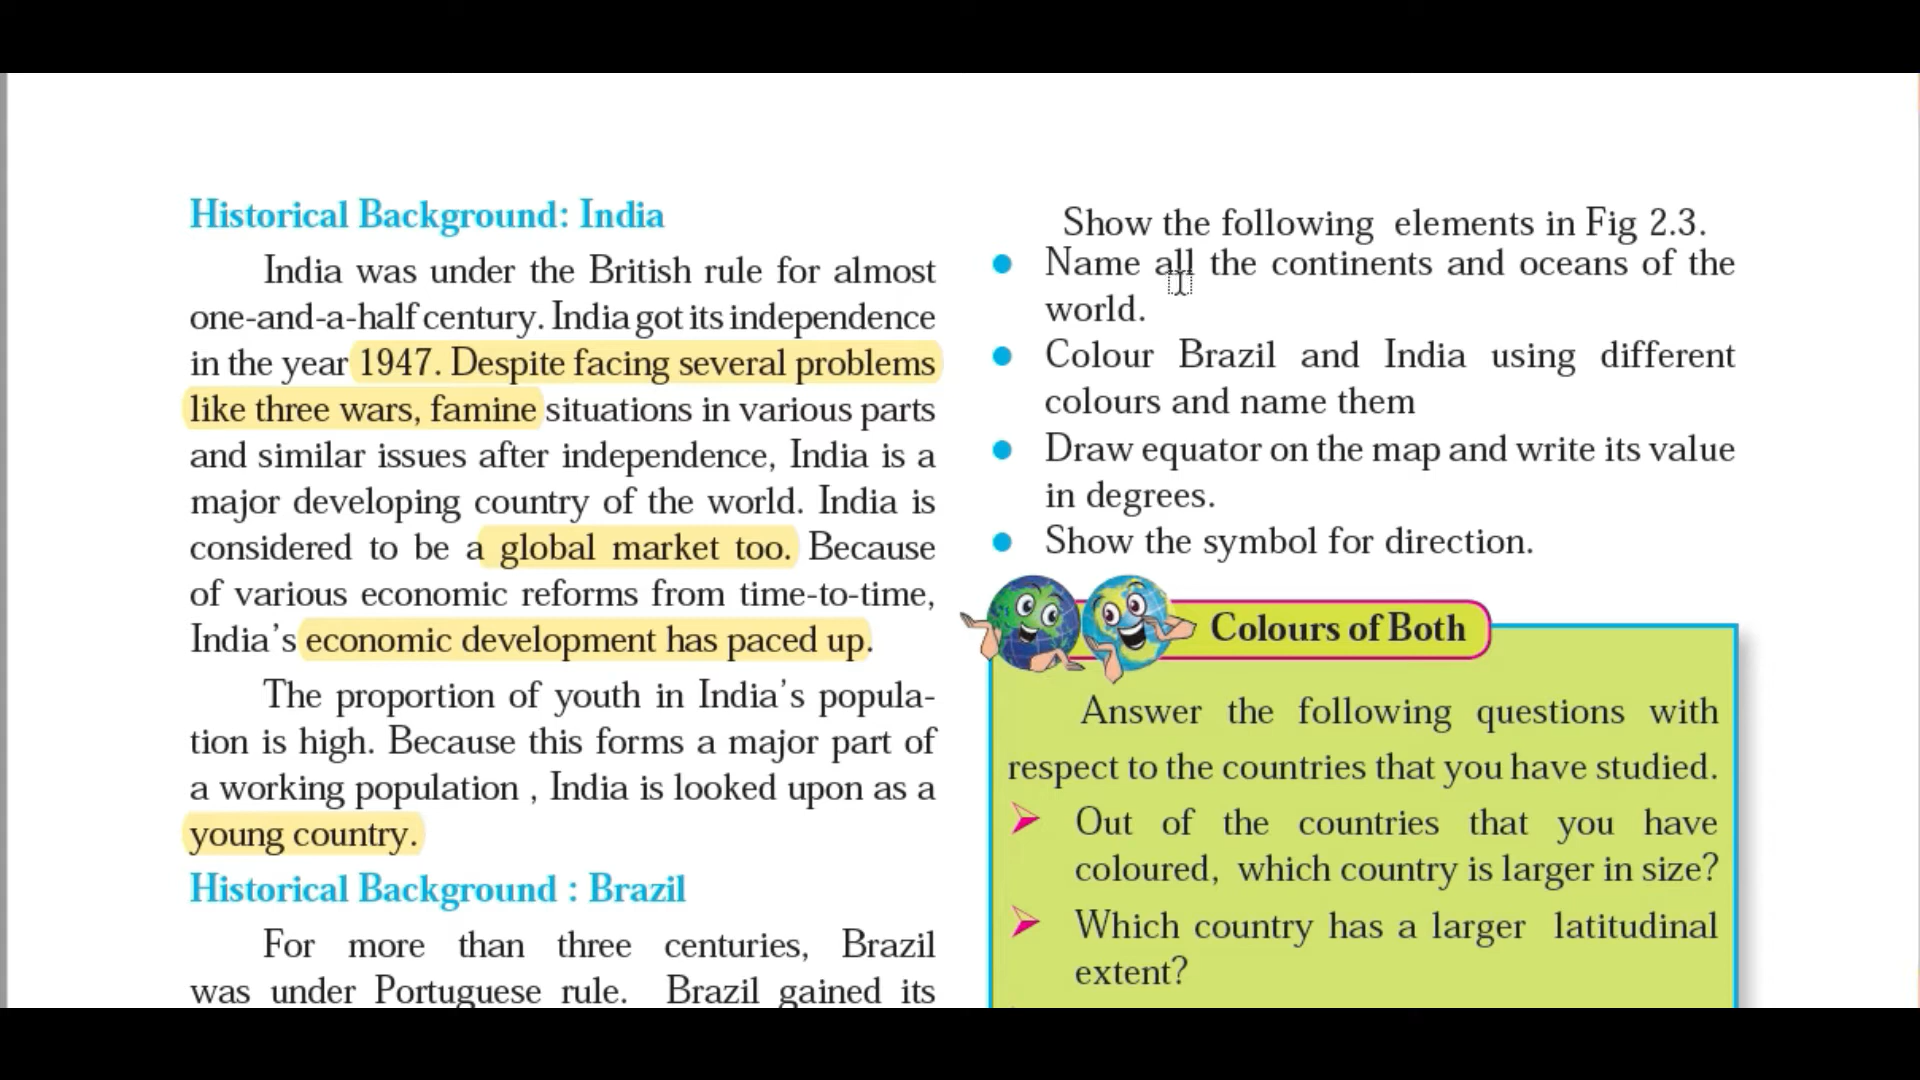 Historical Background: India
India was under the British rule for almost
one-and-a-half century. India got its independence
in the year 1947. Despite facing several problems
like three wars, famine situations in various parts
and similar issues after independence, India is a
major developing country of the world. India is
considered to be a global market too. Because
of various economic reforms from time-to-time,
India’s economic development has paced up.
The proportion of youth in India’s popula-
tion is high. Because this forms a major part of
a working population , India is looked upon as a
young country.
Historical Background : Brazil
For more than three centuries, Brazil
was under Portuguese rule. Brazil gained its
Show the following elements in Fig 2.3.
Name all the continents and oceans of the
world.
Colour Brazil and India using different
colours and name them
Draw equator on the map and write its value
in degrees.
Show the symbol for direction.
Colours of Both
Answer the following questions with
respect to the countries that you have studied.
Out of the countries that you have
coloured, which country is larger in size?
Which country has a larger latitudinal
extent?